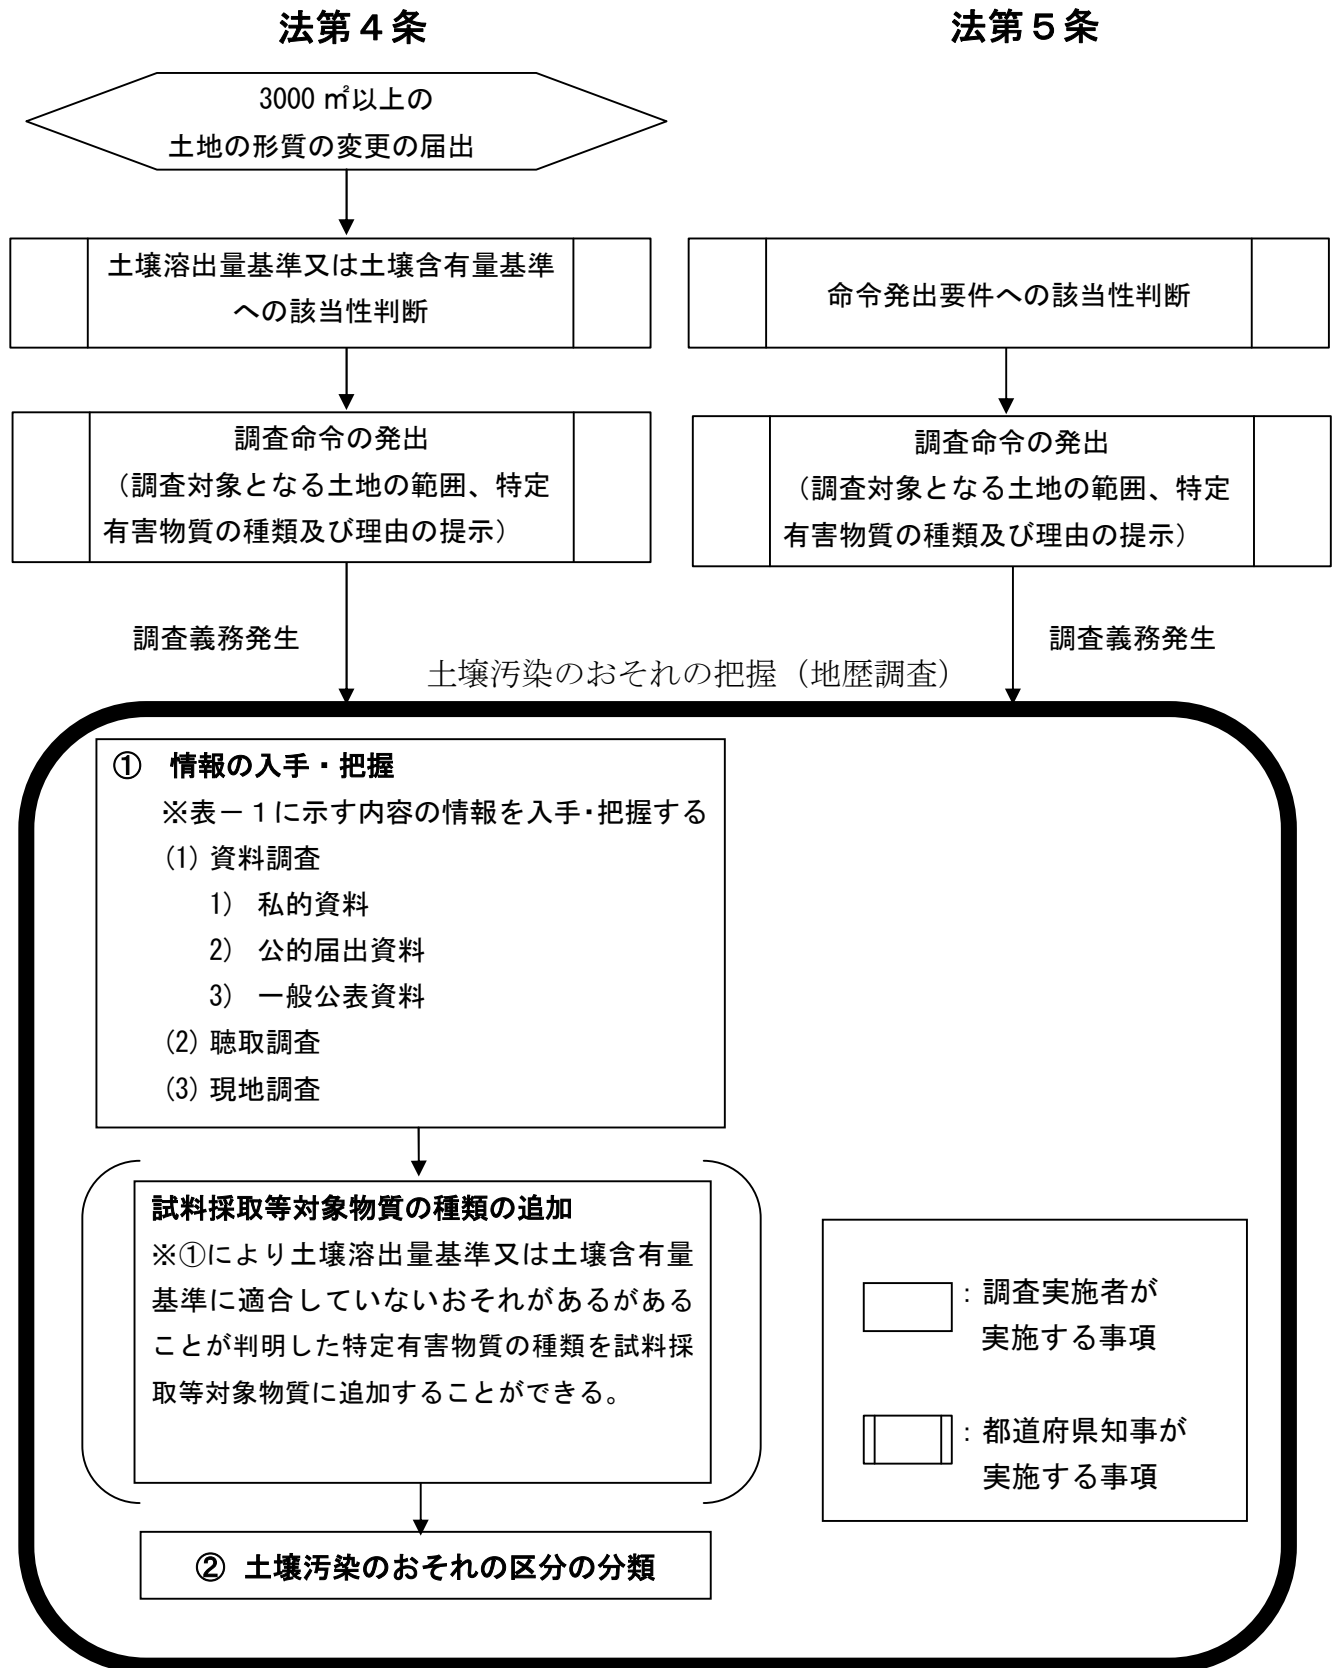 法第４条
法第５条
3000 ㎡以上の
土地の形質の変更の届出
土壌溶出量基準又は土壌含有量基準
への該当性判断
命令発出要件への該当性判断
調査命令の発出
（調査対象となる土地の範囲、特定
有害物質の種類及び理由の提示）
調査命令の発出
（調査対象となる土地の範囲、特定
有害物質の種類及び理由の提示）
調査義務発生
調査義務発生
土壌汚染のおそれの把握（地歴調査）
①　情報の入手・把握
※表－１に示す内容の情報を入手・把握する
(1) 資料調査
1)　私的資料
2)　公的届出資料
3)　一般公表資料
(2) 聴取調査
(3) 現地調査
試料採取等対象物質の種類の追加
※①により土壌溶出量基準又は土壌含有量
基準に適合していないおそれがあるがある
ことが判明した特定有害物質の種類を試料採
取等対象物質に追加することができる。
② 土壌汚染のおそれの区分の分類
：調査実施者が
実施する事項
：都道府県知事が
実施する事項